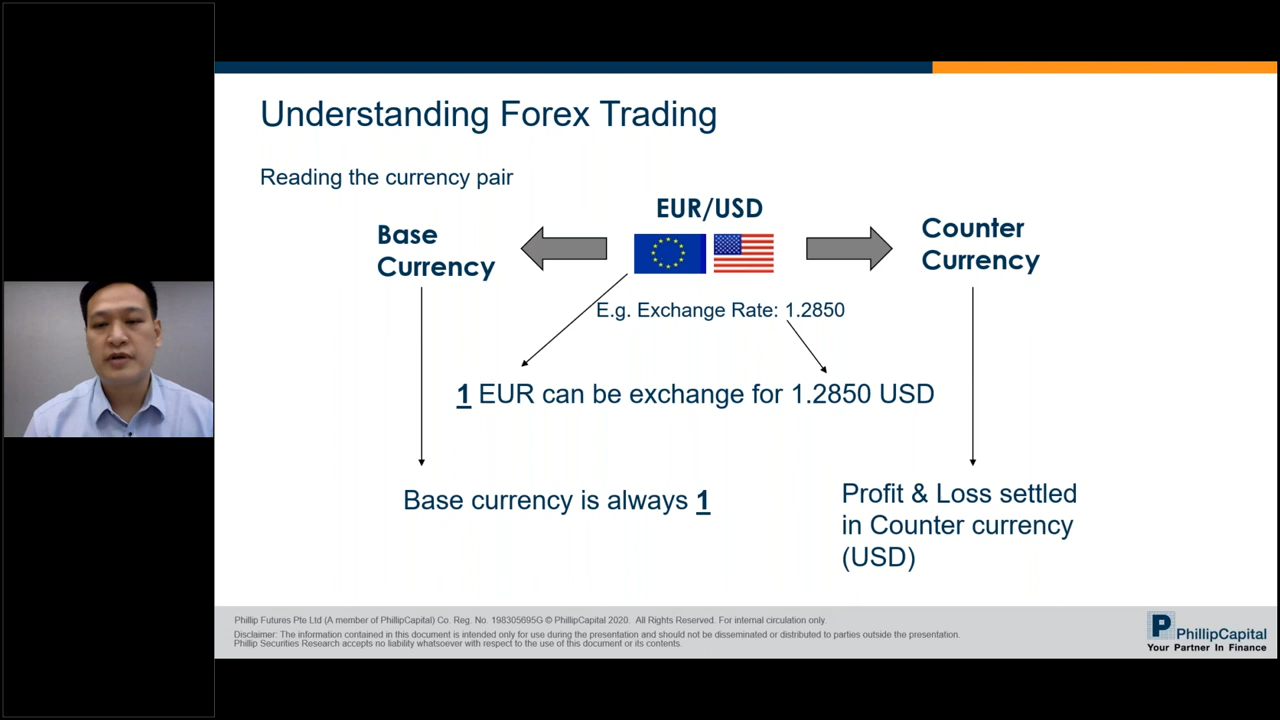 Understanding Forex Trading
Reading the currency pair
EUR/USD
Base
Currency
Counter
Currency
E.g. Exchange Rate: 1.2850
1 EUR can be exchange for 1.2850 USD
Base currency is always 1
Profit & Loss settled
in Counter currency
(USD)
Phillip Futures Pte Ltd (A member of PhillipCapital) Co. Reg. No. 198305695G © PhillipCapital 2020. All Rights Reserved. For internal circulation only.
Disclaimer: The information contained in this document is intended only for use during the presentation and should not be disseminated or distributed to parties outside the presentation.
Phillip Securities Research accepts no liability whatsoever with respect to the use of this document or its contents.
P PhillipCapital
Your Partner In Finance